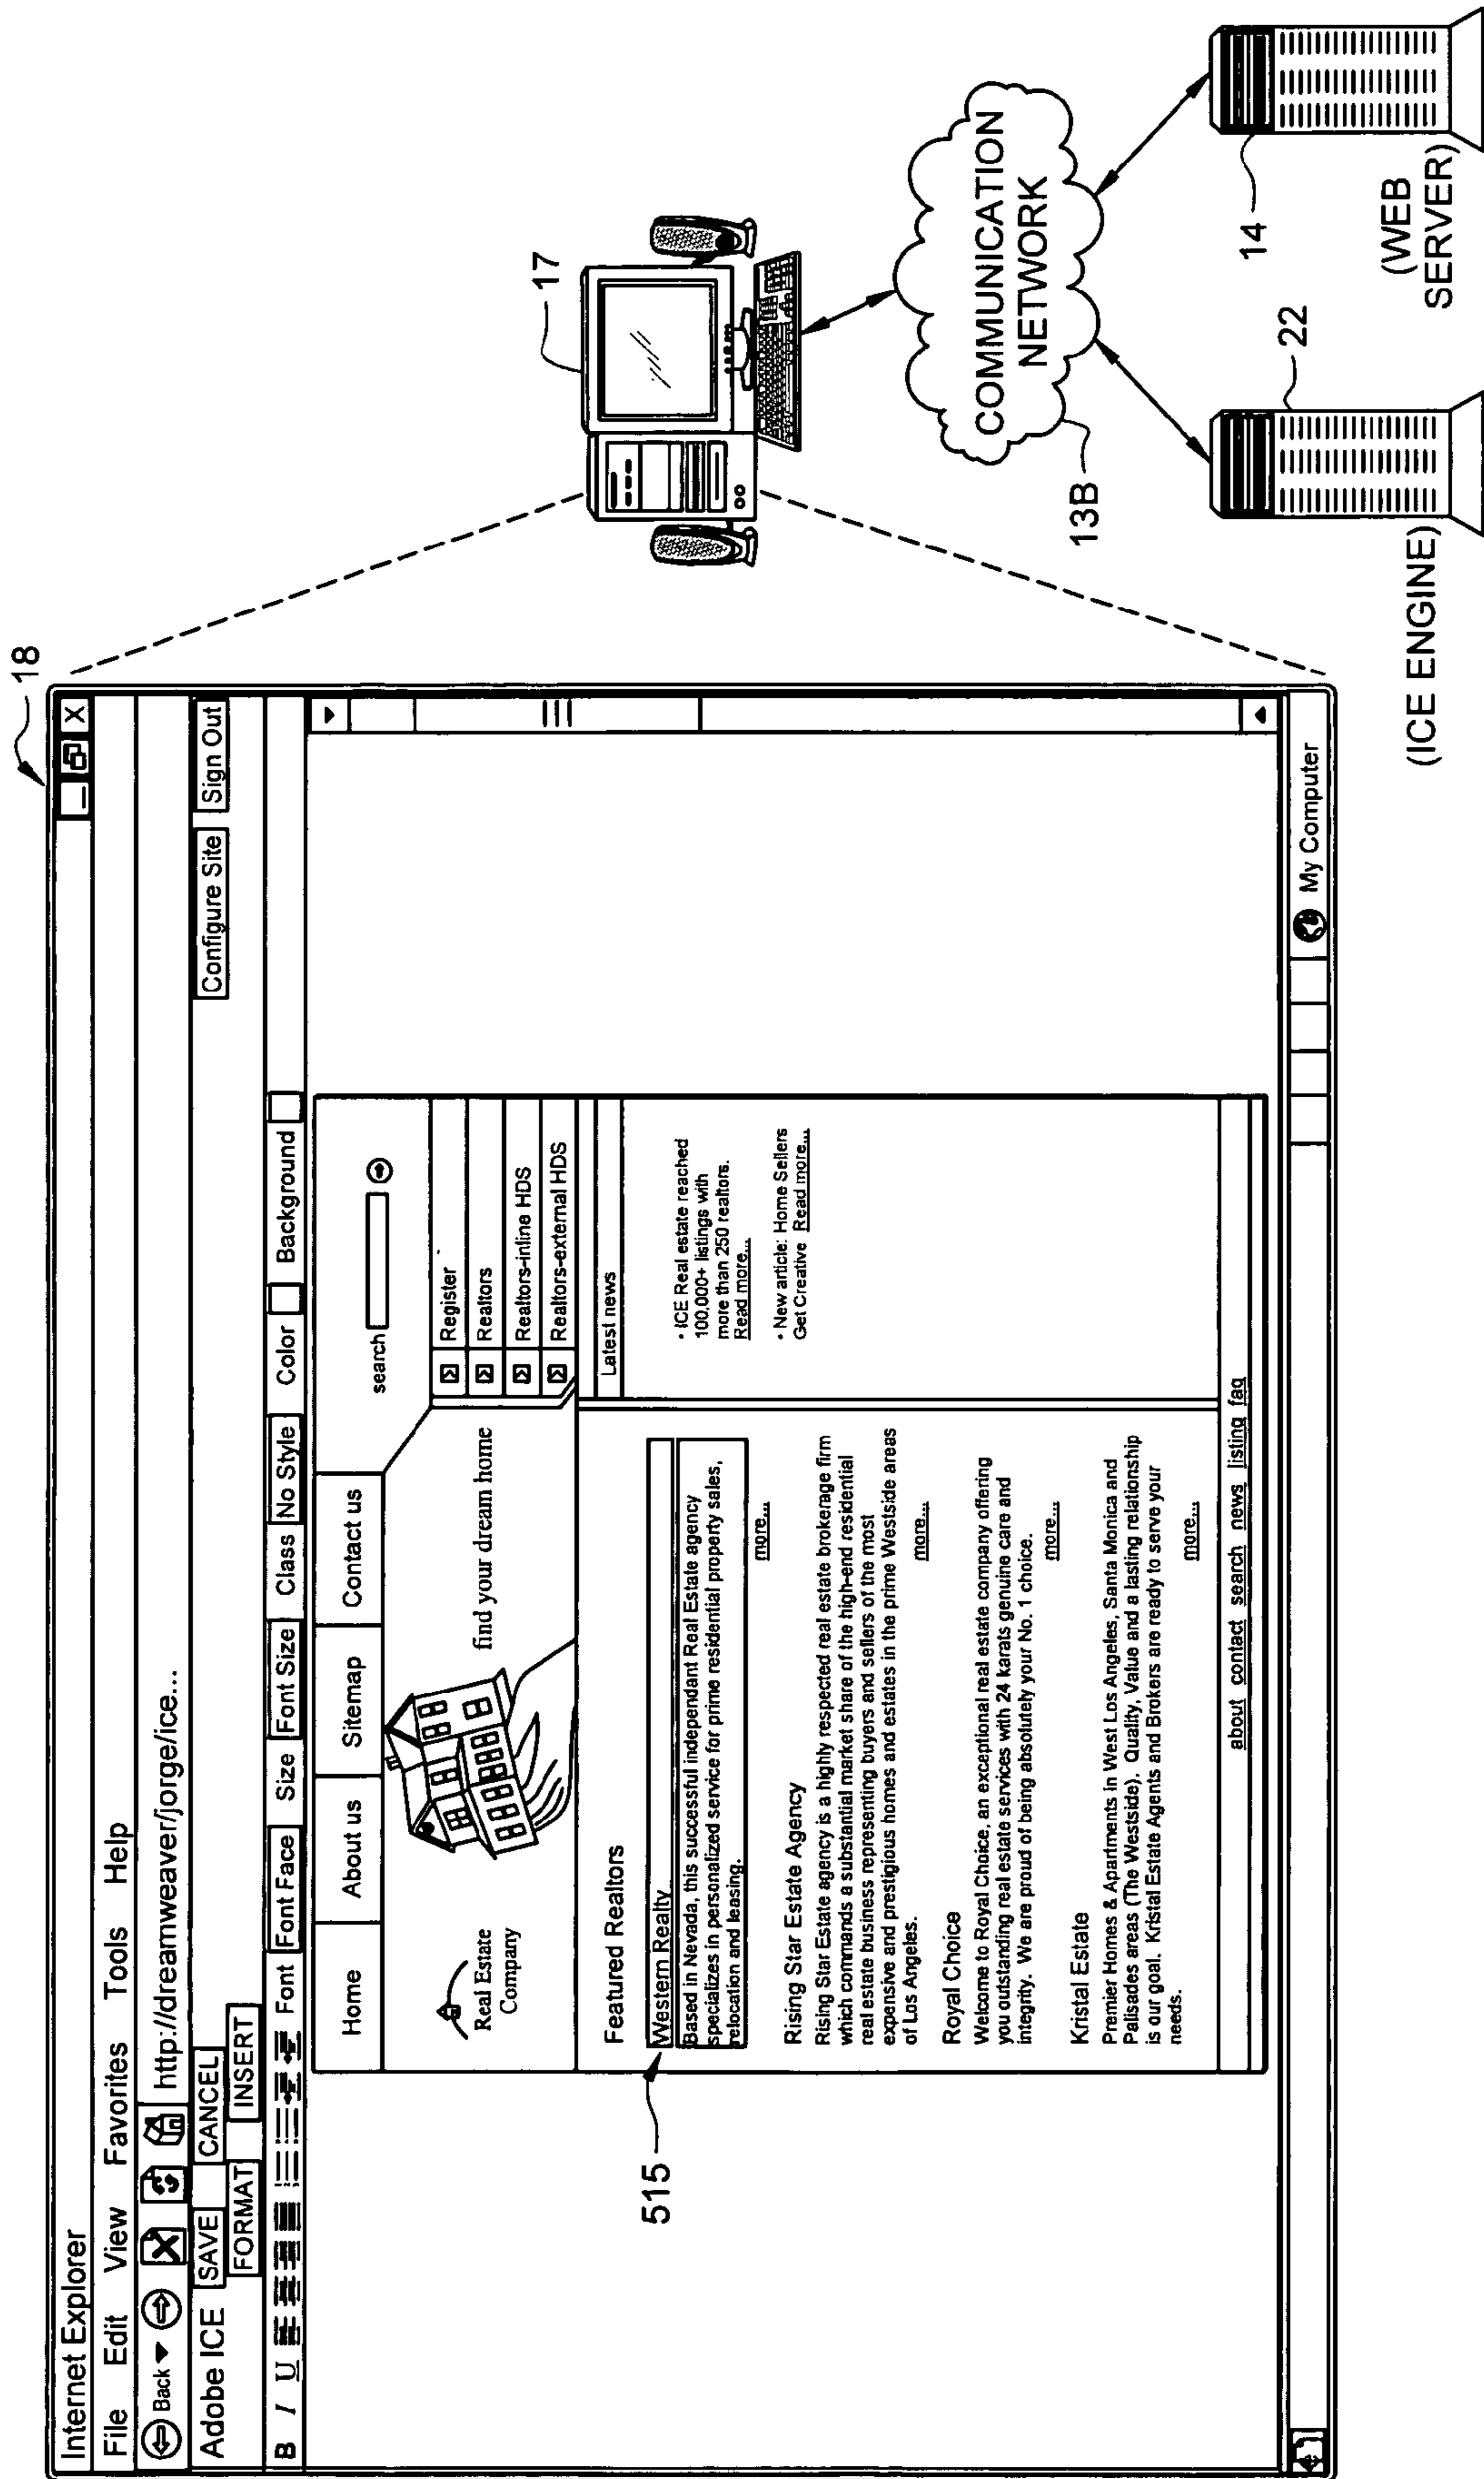 18
Internet Explorer
File Edit View Favorites Tools Help
Back http://dreamweaver/jorge/ice...
Adobe ICE SAVE CANCEL Configure Site Sign Out
FORMAT INSERT
B I U Font Font Face Size Font Size Class No Style Color Background
Home About us Sitemap Contact us
search
Real Estate
Company
find your dream home
Register
Realtors
Realtors-inline HDS
Realtors-external HDS
Featured Realtors
515
Western Realty
Based in Nevada, this successful independant Real Estate agency
specializes in personalized service for prime residential property sales,
relocation and leasing.
more...
Rising Star Estate Agency
Rising Star Estate agency is a highly respected real estate brokerage firm
which commands a substantial market share of the high-end residential
real estate business representing buyers and sellers of the most
expensive and prestigious homes and estates in the prime Westside areas
of Los Angeles.
more...
Royal Choice
Welcome to Royal Choice, an exceptional real estate company offering
you outstanding real estate services with 24 karats genuine care and
integrity. We are proud of being absolutely your No. 1 choice.
more...
Kristal Estate
Premier Homes & Apartments in West Los Angeles, Santa Monica and
Palisades areas (The Westside). Quality, Value and a lasting relationship
is our goal. Kristal Estate Agents and Brokers are ready to serve your
needs.
more...
Latest news
• ICE Real estate reached
100,000+ listings with
more than 250 realtors.
Read more...
• New article: Home Sellers
Get Creative Read more...
about contact search news listing faq
My Computer
17
COMMUNICATION
NETWORK
13B
22
(ICE ENGINE)
14
(WEB
SERVER)